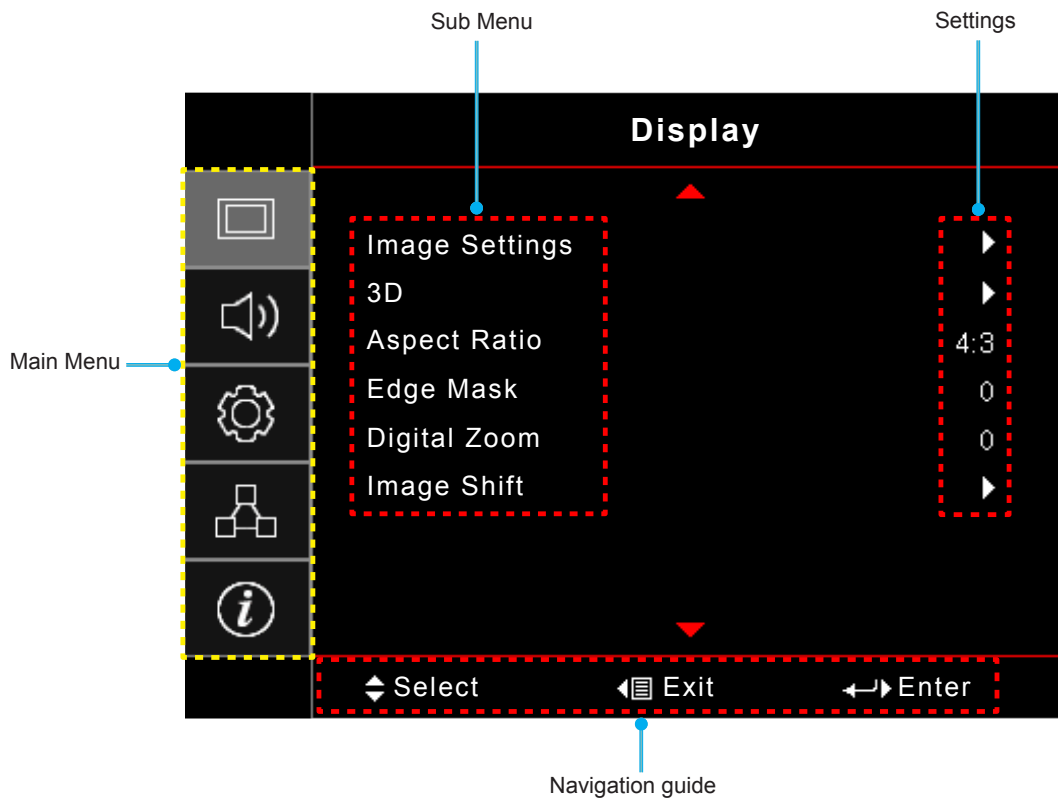 Sub Menu
Settings
Display
Image Settings
3D
Aspect Ratio 4:3
Edge Mask 0
Digital Zoom 0
Image Shift
Main Menu
i
Select Exit Enter
Navigation guide